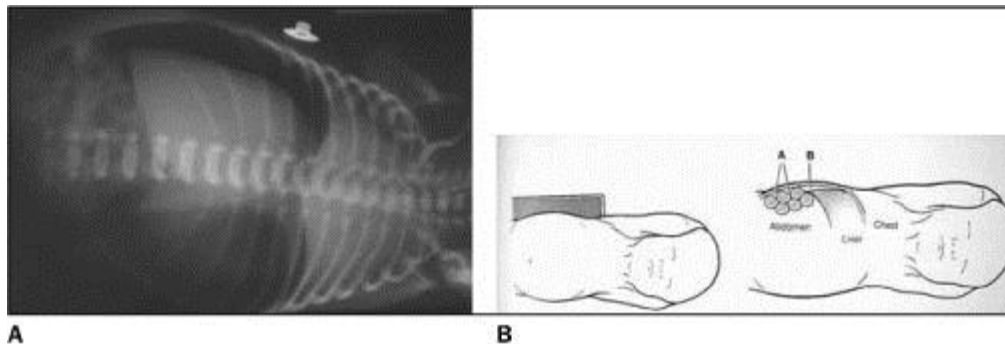 A B
Abdomen
Liver
Chest
A
B